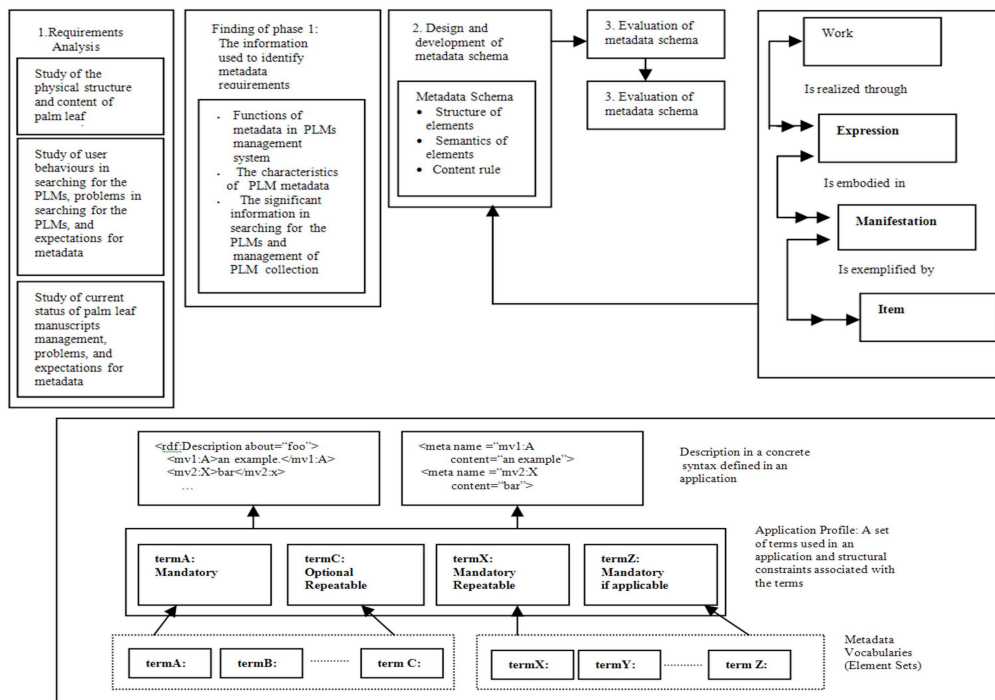 1.Requirements
Analysis
Study of the
physical structure
and content of
palm leaf
Study of user
behaviours in
searching for the
PLMs, problems in
searching for the
PLMs, and
expectations for
metadata
Study of current
status of palm leaf
manuscripts
management,
problems, and
expectations for
metadata
Finding of phase 1:
The information
used to identify
metadata
requirements
Functions of
metadata in PLMs
management
system
The characteristics
of PLM metadata
The significant
information in
searching for the
PLMs and
management of
PLM collection
2. Design and
development of
metadata schema
Metadata Schema
• Structure of
elements
• Semantics of
elements
• Content rule
3. Evaluation of
metadata schema
3. Evaluation of
metadata schema
Work
Is realized through
Expression
Is embodied in
Manifestation
Is exemplified by
Item
<rdf:Description about="foo">
<mv1:A>an example.</mv1:A>
<mv2:X>bar</mv2:x>
…
<meta name ="mv1:A
content="an example">
<meta name ="mv2:X
content="bar">
Description in a concrete
syntax defined in an
application
termA:
Mandatory
termC:
Optional
Repeatable
termX:
Mandatory
Repeatable
termZ:
Mandatory
if applicable
Application Profile: A set
of terms used in an
application and structural
constraints associated with
the terms
termA: termB: ........ term C:
termX: termY: ........ term Z:
Metadata
Vocabularies
(Element Sets)